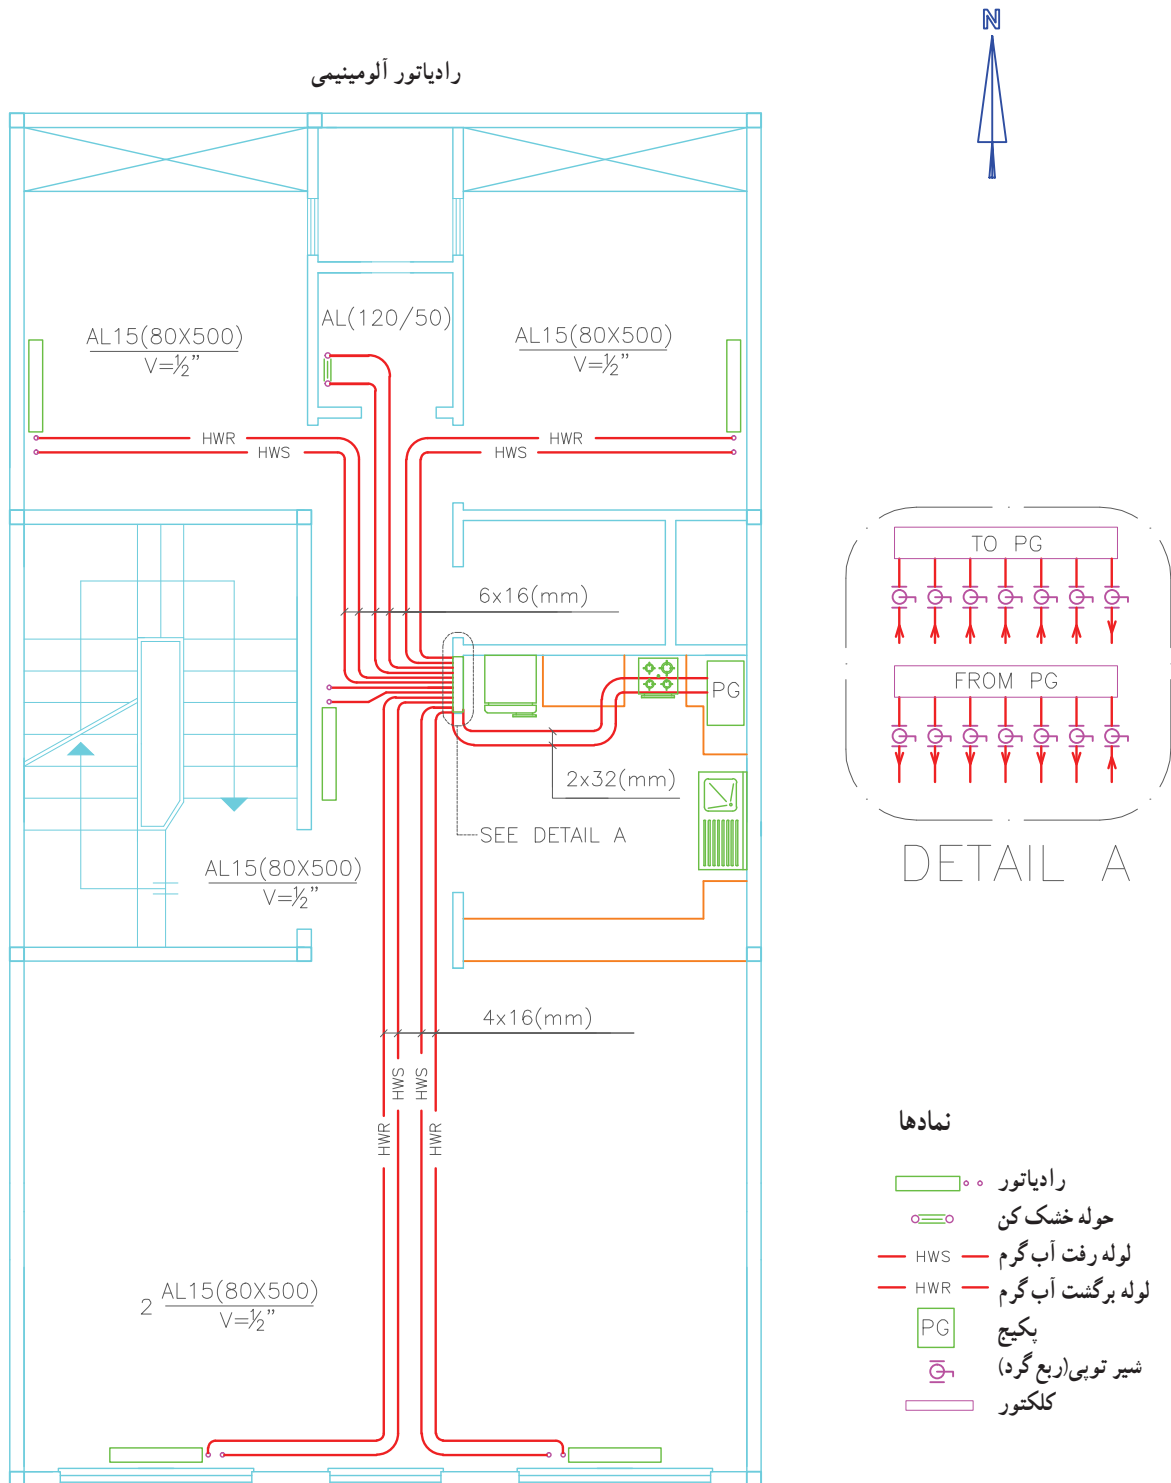 N
رادیاتور آلومینیمی
AL15(80X500)
V=½”
AL(120/50)
AL15(80X500)
V=½”
HWR
HWS
HWR
HWS
6x16(mm)
PG
2x32(mm)
SEE DETAIL A
AL15(80X500)
V=½”
4x16(mm)
HWS
HWS
HWR
HWR
2 AL15(80X500)
V=½”
TO PG
FROM PG
DETAIL A
نمادها
رادیاتور
حوله خشک کن
HWS لوله رفت آب گرم
HWR لوله برگشت آب گرم
PG پکیج
شیر توپی(ربع گرد)
کلکتور